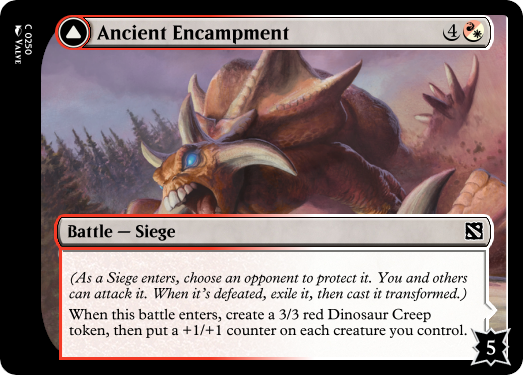 Ancient Encampment 4
Battle — Siege
(As a Siege enters, choose an opponent to protect it. You and others
can attack it. When it's defeated, exile it, then cast it transformed.)
When this battle enters, create a 3/3 red Dinosaur Creep
token, then put a +1/+1 counter on each creature you control.
5
C 0250
VALVE